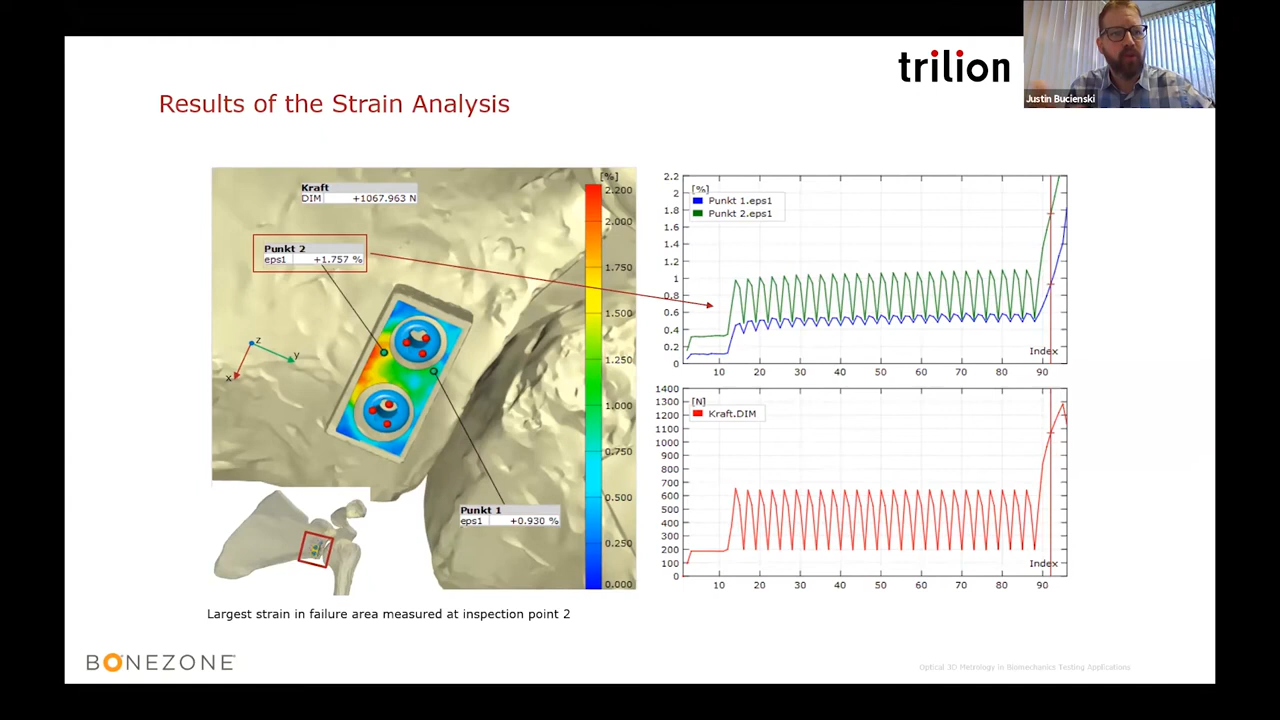 trilion
Justin Bucienski
Results of the Strain Analysis
Kraft
DIM +1067.963 N
Punkt 2
eps1 +1.757 %
z
y
x
Punkt 1
eps1 +0.930 %
[%]
2.200
2.000
1.750
1.500
1.250
1.000
0.750
0.500
0.250
0.000
2.2
2
1.8
1.6
1.4
1.2
1
0.8
0.6
0.4
0.2
0
[%]
Punkt 1.eps1
Punkt 2.eps1
Index
10 20 30 40 50 60 70 80 90
1400
1300
1200
1100
1000
900
800
700
600
500
400
300
200
100
0
[N]
Kraft.DIM
Index
10 20 30 40 50 60 70 80 90
Largest strain in failure area measured at inspection point 2
BONEZONE
Optical 3D Metrology in Biomechanics Testing Applications